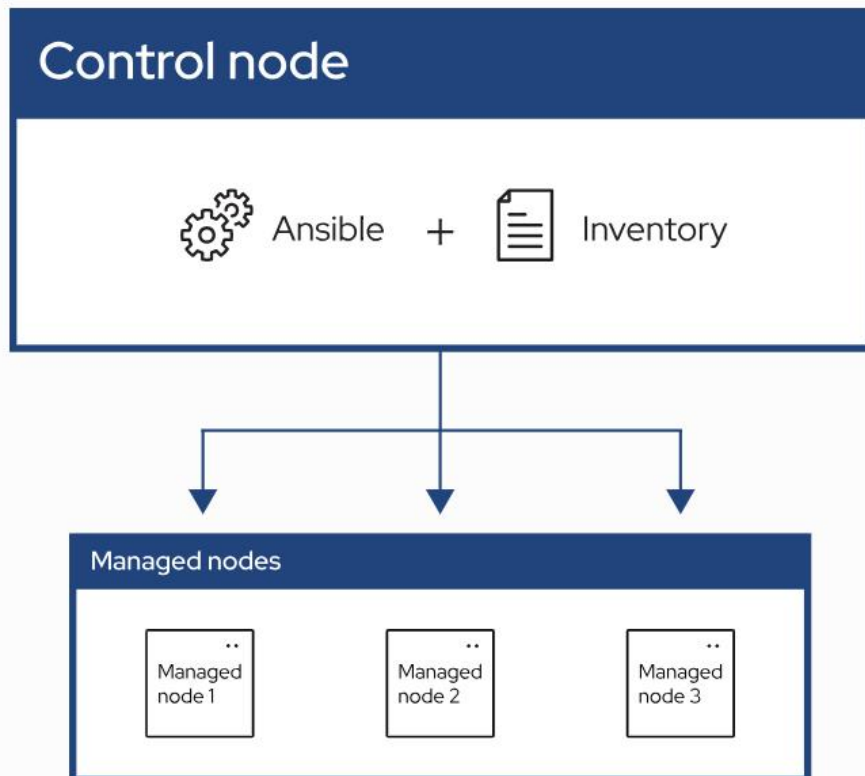 Control node
Ansible + Inventory
Managed nodes
Managed Managed Managed
node 1 node 2 node 3